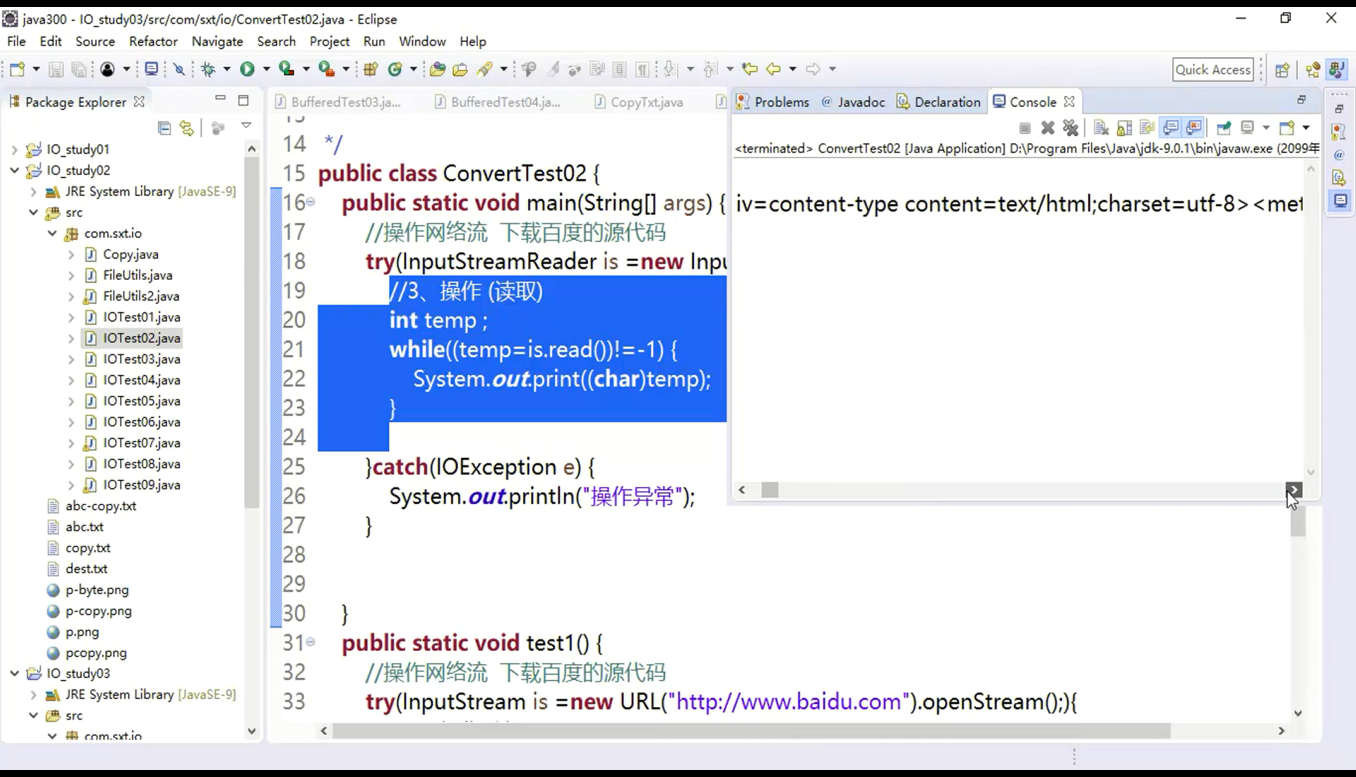 java300 - IO_study03/src/com/sxt/io/ConvertTest02.java - Eclipse
File Edit Source Refactor Navigate Search Project Run Window Help
Quick Access
Package Explorer
IO_study01
IO_study02
JRE System Library [JavaSE-9]
src
com.sxt.io
Copy.java
FileUtils.java
FileUtils2.java
IOTest01.java
IOTest02.java
IOTest03.java
IOTest04.java
IOTest05.java
IOTest06.java
IOTest07.java
IOTest08.java
IOTest09.java
abc-copy.txt
abc.txt
copy.txt
dest.txt
p-byte.png
p-copy.png
p.png
pcopy.png
IO_study03
JRE System Library [JavaSE-9]
src
com.sxt.io
BufferedTest03.ja... BufferedTest04.ja... CopyTxt.java
14 */
15 public class ConvertTest02 {
16 public static void main(String[] args) {
17 //操作网络流 下载百度的源代码
18 try(InputStreamReader is =new Inpu
19 //3、操作 (读取)
20 int temp ;
21 while((temp=is.read())!=-1) {
22 System.out.print((char)temp);
23 }
24
25 }catch(IOException e) {
26 System.out.println("操作异常");
27 }
28
29
30 }
31 public static void test1() {
32 //操作网络流 下载百度的源代码
33 try(InputStream is =new URL("http://www.baidu.com").openStream();){
Problems @ Javadoc Declaration Console
<terminated> ConvertTest02 [Java Application] D:\Program Files\Java\jdk-9.0.1\bin\javaw.exe (2099年
iv=content-type content=text/html;charset=utf-8><met